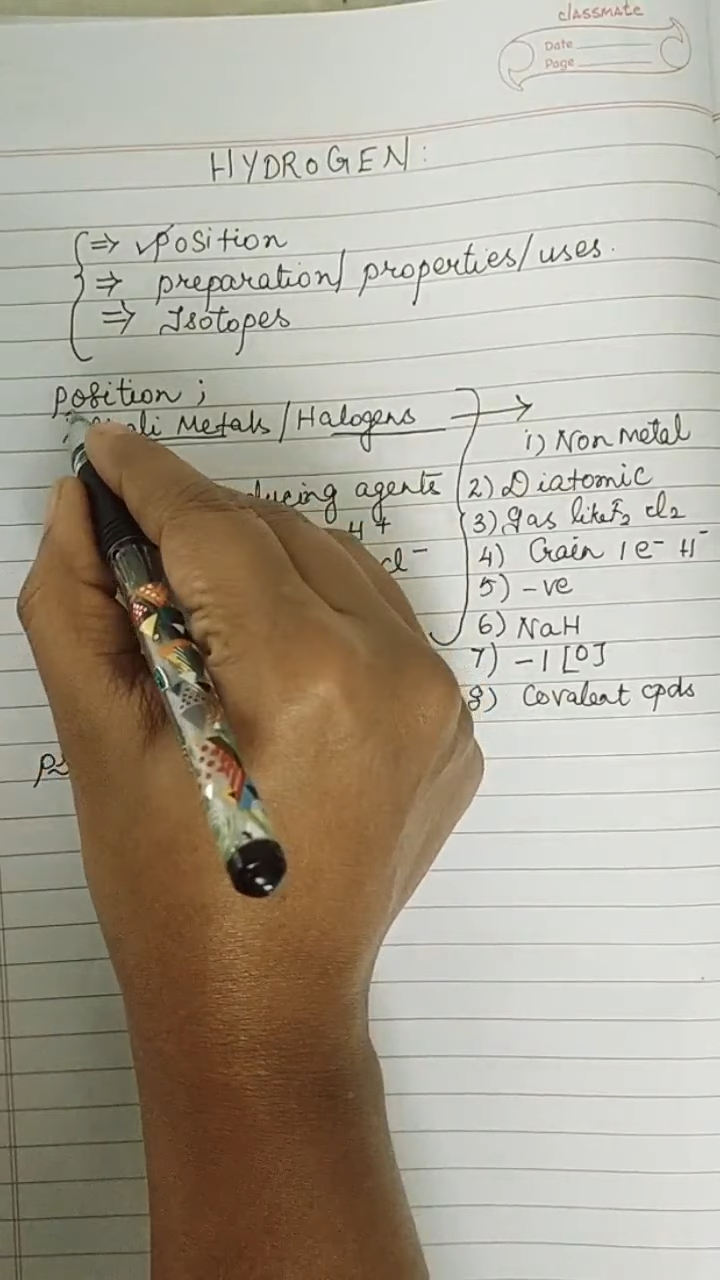 classmate
Date
Page
HYDROGEN:
⇒ ✓position
⇒ preparation/properties/uses.
⇒ Isotopes
position;
Metals/Halogens →
agents
H+
cl-
1) Non metal
2) Diatomic
3) gas like F2 cl2
4) Gain 1e- H-
5) -ve
6) NaH
7) -1 [O]
8) Covalent cpds